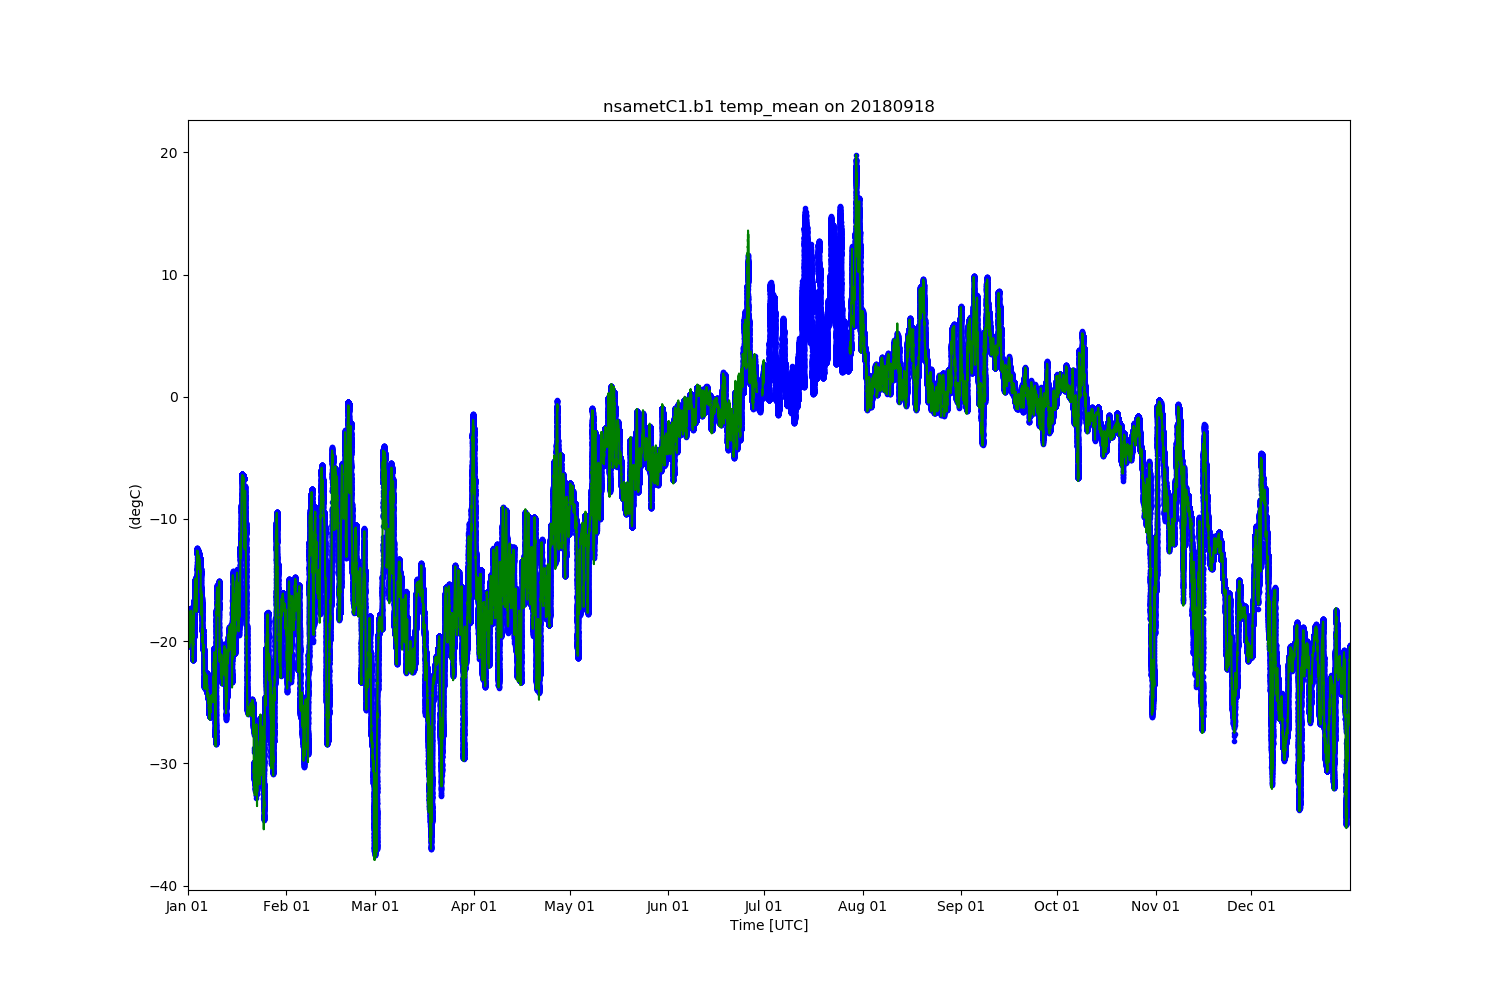 nsametC1.b1 temp_mean on 20180918
20
10
0
−10
−20
−30
−40
(degC)
Jan 01 Feb 01 Mar 01 Apr 01 May 01 Jun 01 Jul 01 Aug 01 Sep 01 Oct 01 Nov 01 Dec 01
Time [UTC]